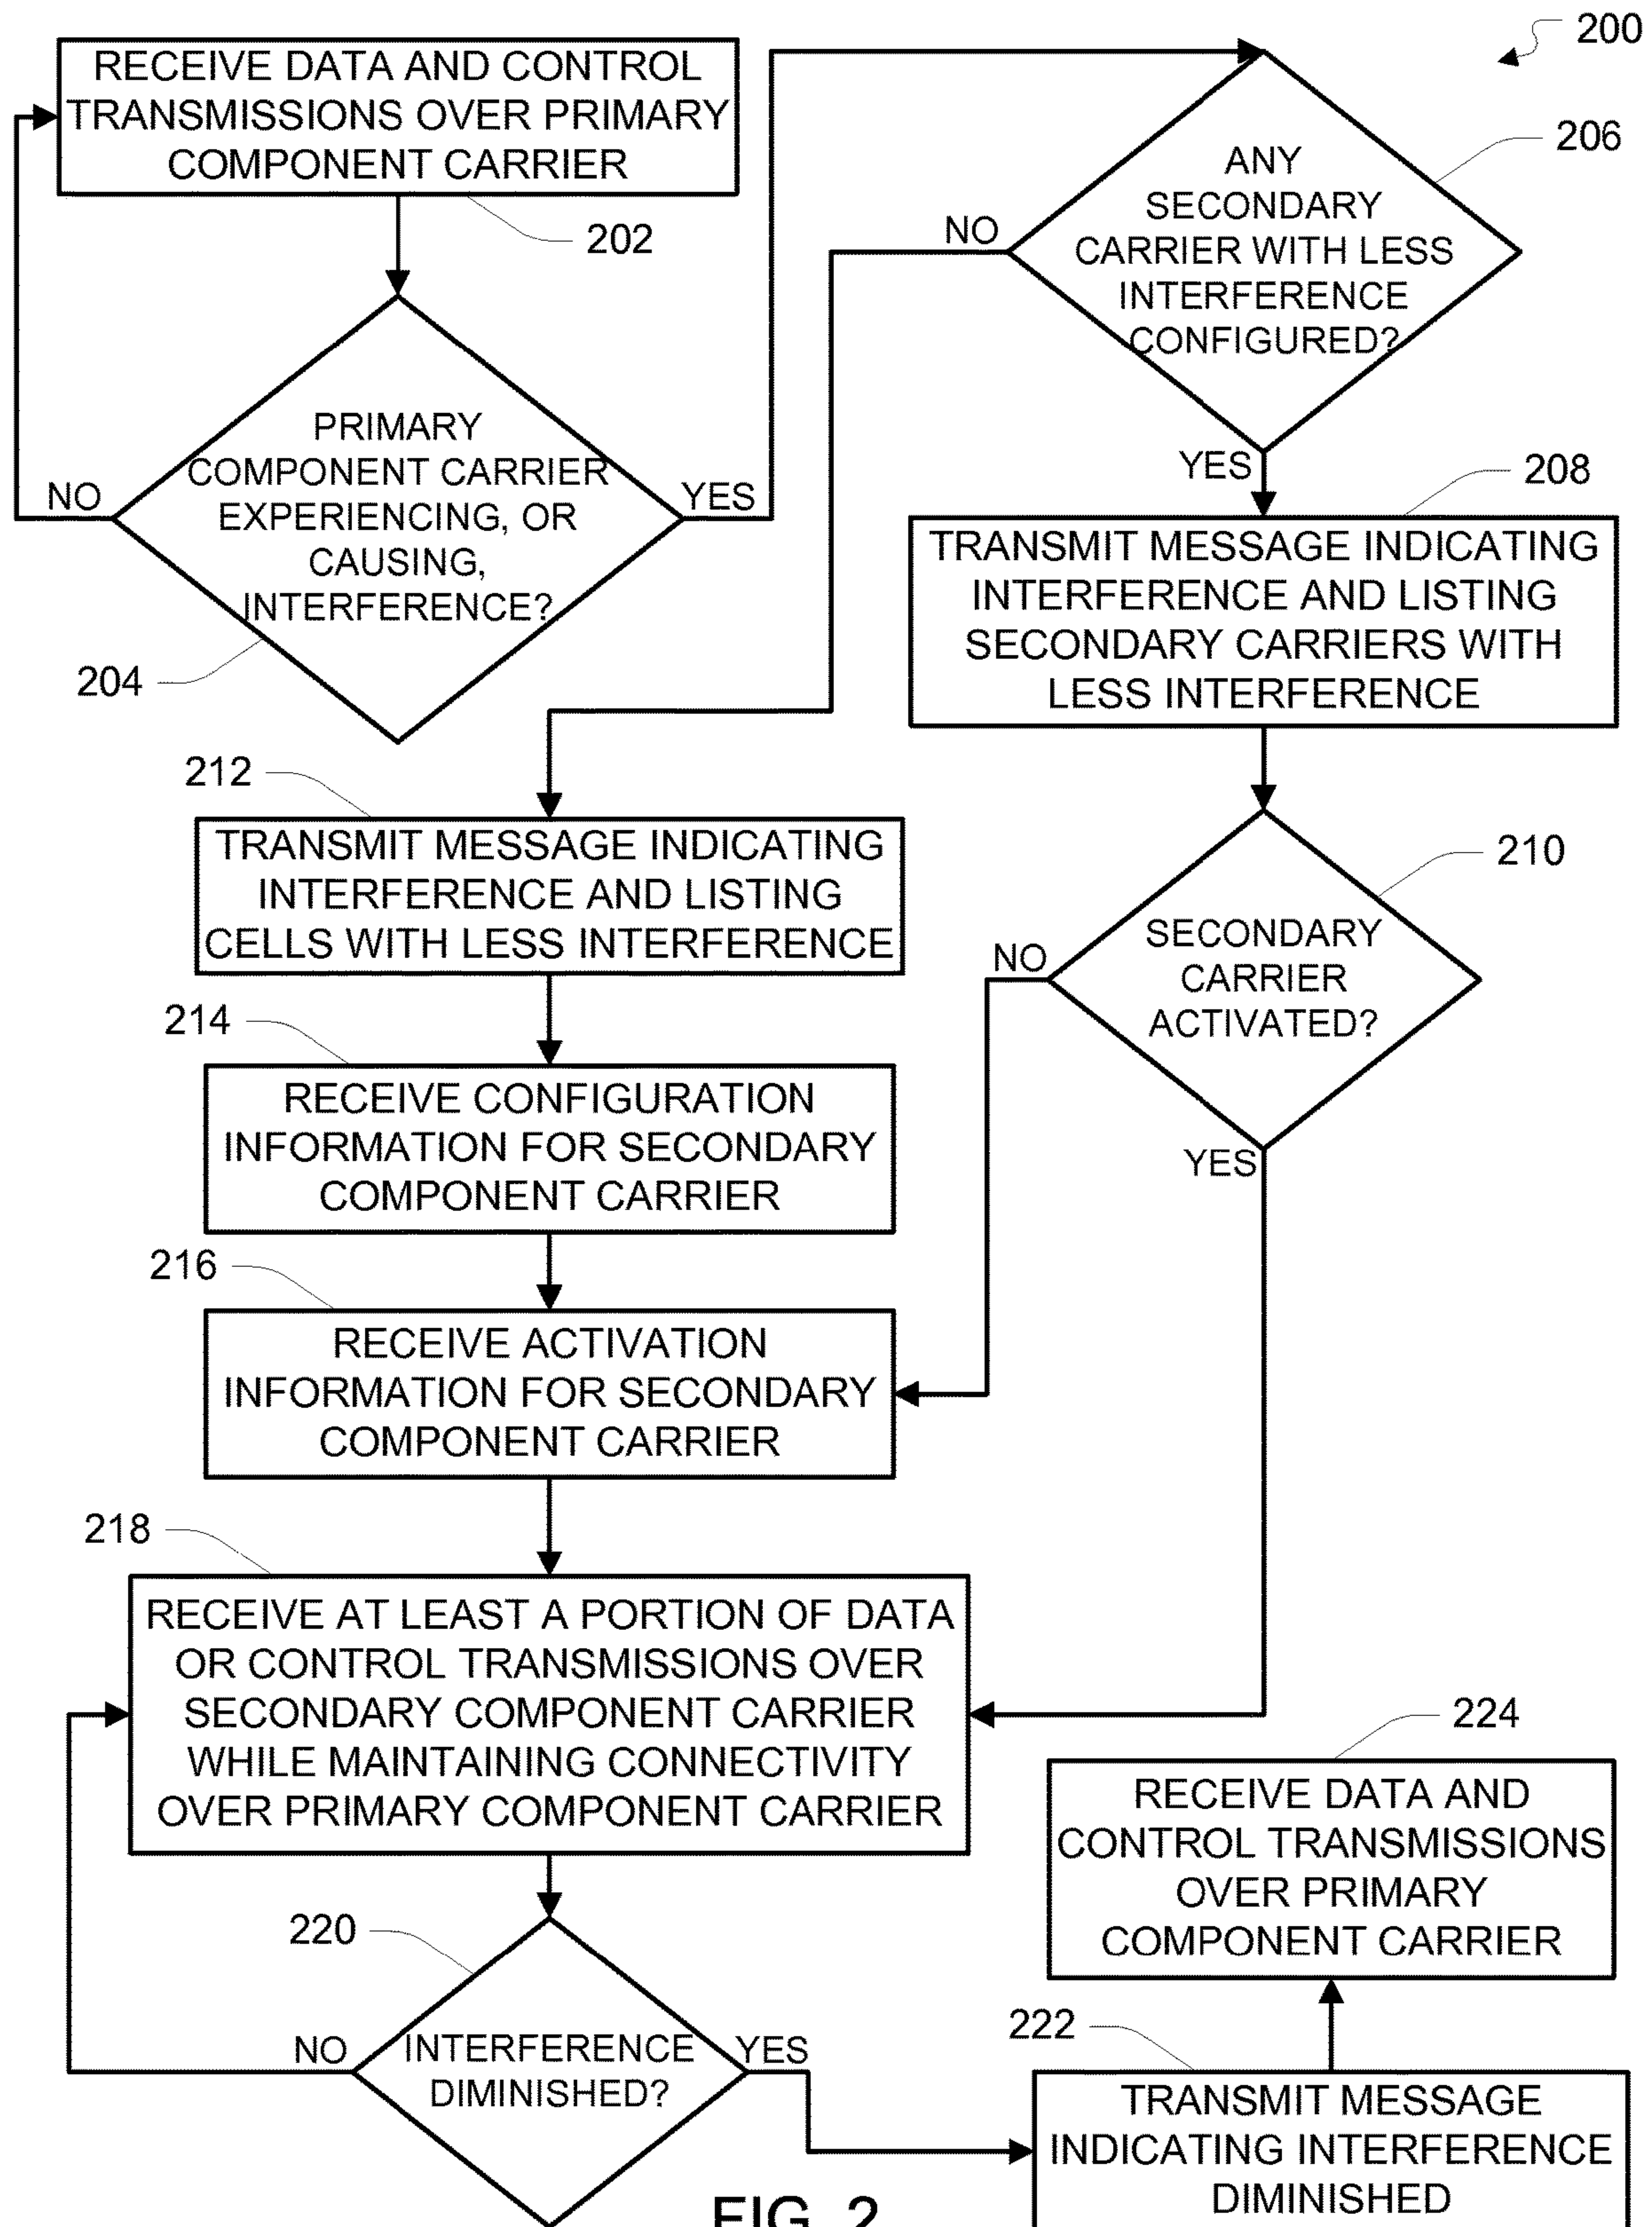 200
RECEIVE DATA AND CONTROL
TRANSMISSIONS OVER PRIMARY
COMPONENT CARRIER
202
PRIMARY
COMPONENT CARRIER
EXPERIENCING, OR
CAUSING,
INTERFERENCE?
NO
YES
204
ANY
SECONDARY
CARRIER WITH LESS
INTERFERENCE
CONFIGURED?
206
NO
YES
208
TRANSMIT MESSAGE INDICATING
INTERFERENCE AND LISTING
SECONDARY CARRIERS WITH
LESS INTERFERENCE
210
SECONDARY
CARRIER
ACTIVATED?
NO
YES
212
TRANSMIT MESSAGE INDICATING
INTERFERENCE AND LISTING
CELLS WITH LESS INTERFERENCE
214
RECEIVE CONFIGURATION
INFORMATION FOR SECONDARY
COMPONENT CARRIER
216
RECEIVE ACTIVATION
INFORMATION FOR SECONDARY
COMPONENT CARRIER
218
RECEIVE AT LEAST A PORTION OF DATA
OR CONTROL TRANSMISSIONS OVER
SECONDARY COMPONENT CARRIER
WHILE MAINTAINING CONNECTIVITY
OVER PRIMARY COMPONENT CARRIER
220
INTERFERENCE
DIMINISHED?
NO
YES
222
TRANSMIT MESSAGE
INDICATING INTERFERENCE
DIMINISHED
224
RECEIVE DATA AND
CONTROL TRANSMISSIONS
OVER PRIMARY
COMPONENT CARRIER
FIG. 2